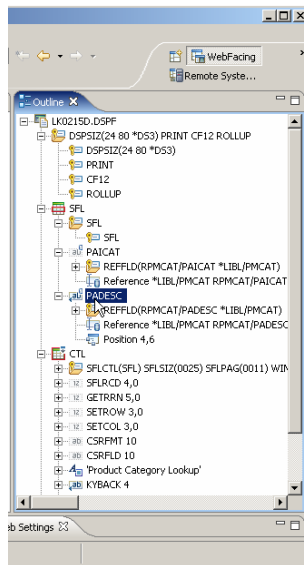 WebFacing
Remote Syste...
Outline
LK0215D.DSPF
DSPSIZ(24 80 *DS3) PRINT CF12 ROLLUP
DSPSIZ(24 80 *DS3)
PRINT
CF12
ROLLUP
SFL
SFL
SFL
PAICAT
REFFLD(RPMCAT/PAICAT *LIBL/PMCAT)
Reference *LIBL/PMCAT RPMCAT/PAICAT
PADESC
REFFLD(RPMCAT/PADESC *LIBL/PMCAT)
Reference *LIBL/PMCAT RPMCAT/PADESC
Position 4,6
CTL
SFLCTL(SFL) SFLSIZ(0025) SFLPAG(0011) WIN
SFLRCD 4,0
GETRRN 5,0
SETROW 3,0
SETCOL 3,0
CSRFMT 10
CSRFLD 10
'Product Category Lookup'
KYBACK 4
b Settings